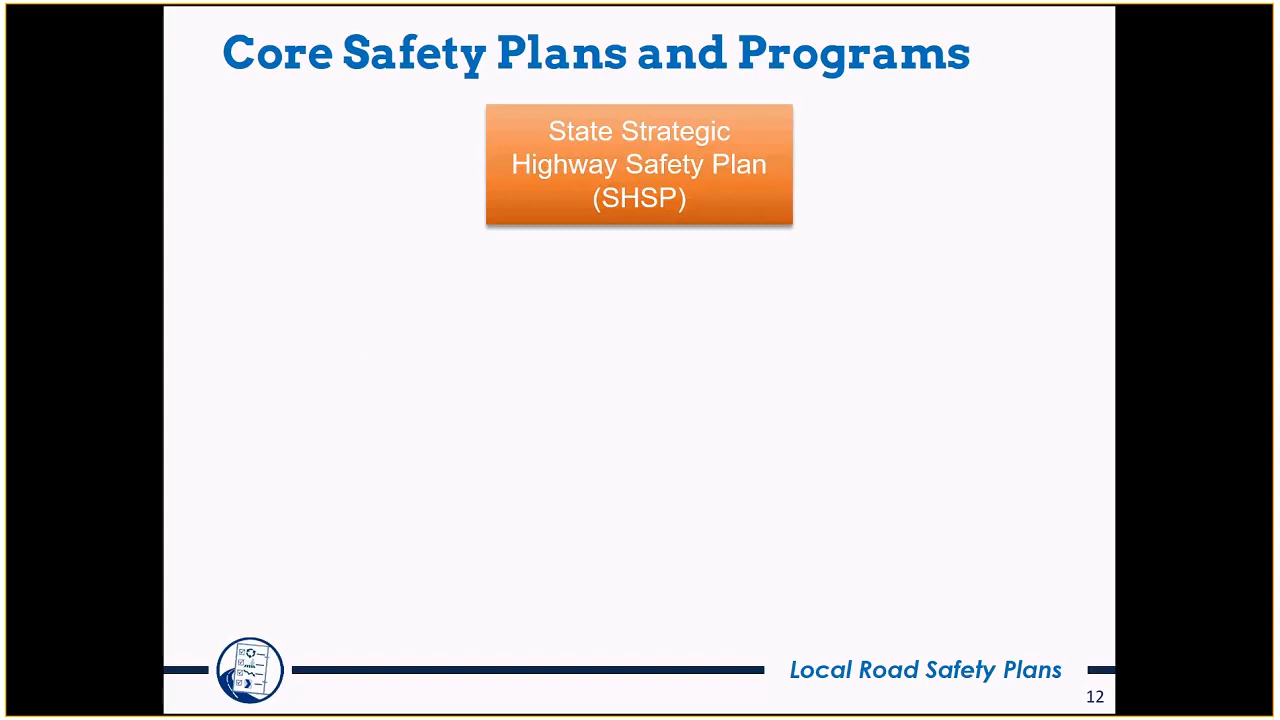 Core Safety Plans and Programs
State Strategic
Highway Safety Plan
(SHSP)
Local Road Safety Plans
12